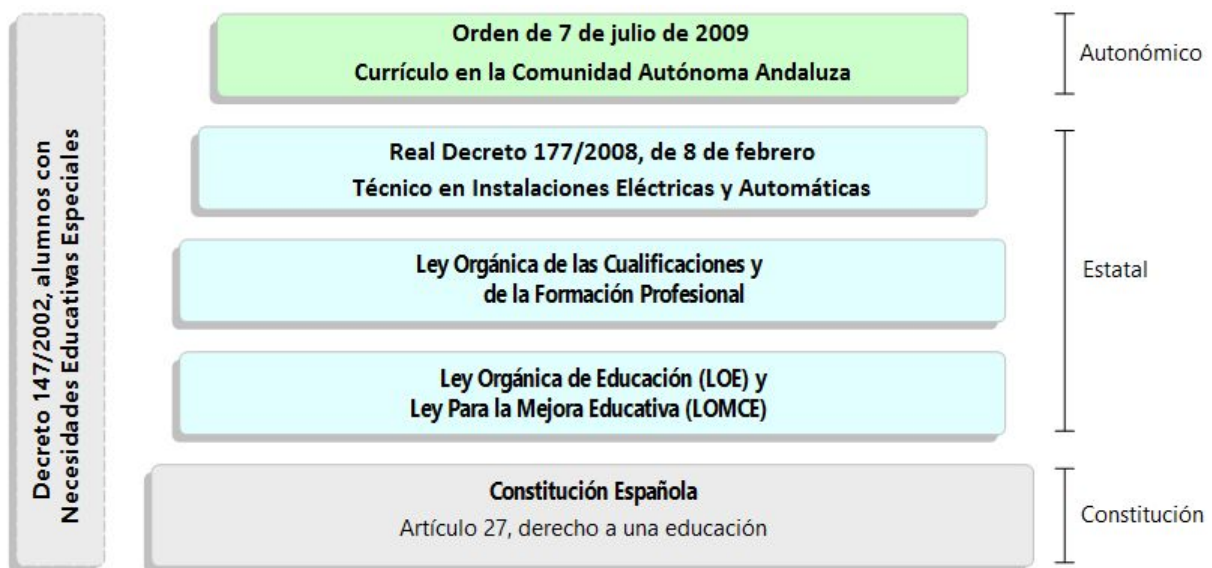 Decreto 147/2002, alumnos con
Necesidades Educativas Especiales
Orden de 7 de julio de 2009
Currículo en la Comunidad Autónoma Andaluza
Autonómico
Real Decreto 177/2008, de 8 de febrero
Técnico en Instalaciones Eléctricas y Automáticas
Ley Orgánica de las Cualificaciones y
de la Formación Profesional
Estatal
Ley Orgánica de Educación (LOE) y
Ley Para la Mejora Educativa (LOMCE)
Constitución Española
Artículo 27, derecho a una educación
Constitución